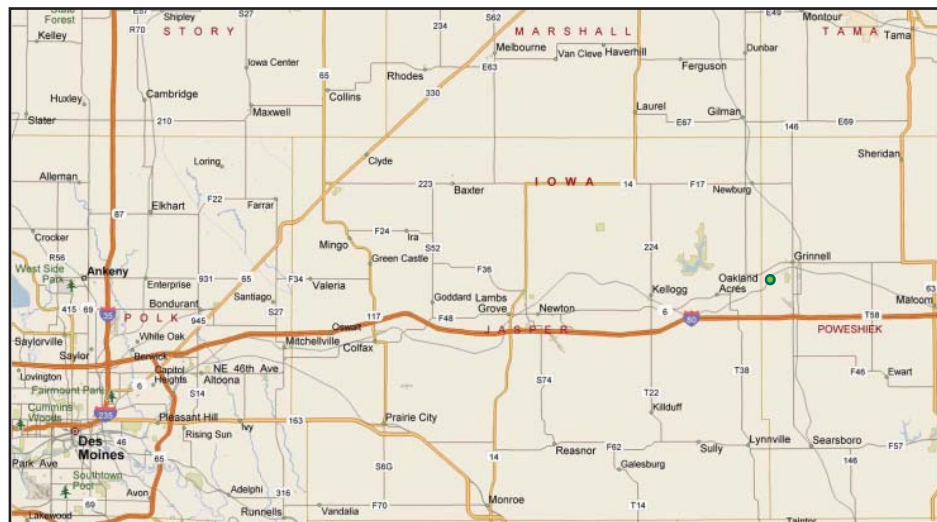 State Forest
E57
Shipley
S27
S62
234
E49
Montour
R70
Kelley
STORY
MARSHALL
TAMA
Tama
Melbourne
Van Cleve
Haverhill
Dunbar
Iowa Center
65
Rhodes
E63
Ferguson
Huxley
Cambridge
Collins
330
Slater
210
Maxwell
Laurel
Gilman
E67
146
E69
Clyde
Sheridan
Loring
Alleman
223
Baxter
IOWA
14
F17
Newburg
F22
Farrar
87
Elkhart
Crocker
F24
Ira
Mingo
S52
224
R56
West Side Park
Ankeny
Green Castle
F36
Grinnell
Enterprise
931
65
F34
Valeria
Oakland Acres
Kellogg
Santiago
Goddard
Lambs Grove
Newton
63
Malcom
415
69
35
Bondurant
POLK
945
S27
117
F48
6
80
T58
Saylorville
White Oak
Oswalt
JASPER
POWESHIEK
Saylor
Berwick
Mitchellville
Colfax
Lovington
Capitol Heights
NE 46th Ave
Altoona
F46
Ewart
Fairmount Park
6
S14
S74
T22
T38
Cummins Woods
235
Killduff
Pleasant Hill
163
Prairie City
Des Moines
46
Rising Sun
Ivy
Reasnor
F62
Sully
Lynnville
Searsboro
F57
Park Ave
65
14
Galesburg
146
Southtown Pool
S6G
Adelphi
316
69
Avon
Runnells
Vandalia
F70
Monroe
T14
Lakewood
Taintor